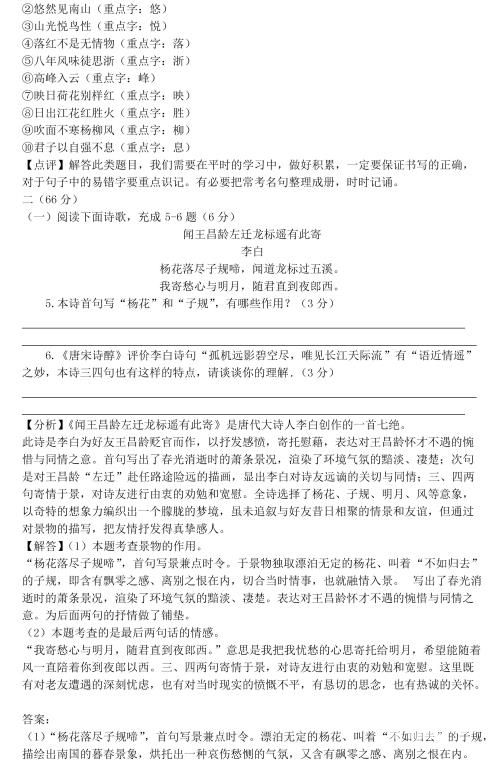 ②悠然见南山（重点字：悠）
③山光悦鸟性（重点字：悦）
④落红不是无情物（重点字：落）
⑤八年风味徒思浙（重点字：浙）
⑥高峰入云（重点字：峰）
⑦映日荷花别样红（重点字：映）
⑧日出江花红胜火（重点字：胜）
⑨吹面不寒杨柳风（重点字：柳）
⑩君子以自强不息（重点字：息）
【点评】解答此类题目，我们需要在平时的学习中，做好积累，一定要保证书写的正确，
对于句子中的易错字要重点识记。有必要把常考名句整理成册，时时记诵。
二（66 分）
（一）阅读下面诗歌，充成 5-6 题（6 分）
闻王昌龄左迁龙标遥有此寄
李白
杨花落尽子规啼，闻道龙标过五溪。
我寄愁心与明月，随君直到夜郎西。
5.本诗首句写“杨花”和“子规”，有哪些作用？（3 分）
6.《唐宋诗醇》评价李白诗句“孤机远影碧空尽，唯见长江天际流”有“语近情遥”
之妙，本诗三四句也有这样的特点，请谈谈你的理解.（3 分）
【分析】《闻王昌龄左迁龙标遥有此寄》是唐代大诗人李白创作的一首七绝。
此诗是李白为好友王昌龄贬官而作，以抒发感愤，寄托慰藉，表达对王昌龄怀才不遇的惋
惜与同情之意。首句写出了春光消逝时的萧条景况，渲染了环境气氛的黯淡、凄楚；次句
是对王昌龄“左迁”赴任路途险远的描画，显出李白对诗友远谪的关切与同情；三、四两
句寄情于景，对诗友进行由衷的劝勉和宽慰。全诗选择了杨花、子规、明月、风等意象，
以奇特的想象力编织出一个朦胧的梦境，虽未追叙与好友昔日相聚的情景和友谊，但通过
对景物的描写，把友情抒发得真挚感人。
【解答】（1）本题考查景物的作用。
“杨花落尽子规啼”，首句写景兼点时令。于景物独取漂泊无定的杨花、叫着“不如归去”
的子规，即含有飘零之感、离别之恨在内，切合当时情事，也就融情入景。 写出了春光消
逝时的萧条景况，渲染了环境气氛的黯淡、凄楚。表达对王昌龄怀才不遇的惋惜与同情之
意。为后面两句的抒情做了铺垫。
（2）本题考查的是最后两句话的情感。
“我寄愁心与明月，随君直到夜郎西。”意思是我把我忧愁的心思寄托给明月，希望能随着
风一直陪着你到夜郎以西。三、四两句寄情于景，对诗友进行由衷的劝勉和宽慰。这里既
有对老友遭遇的深刻忧虑，也有对当时现实的愤慨不平，有恳切的思念，也有热诚的关怀。
答案：
（1）“杨花落尽子规啼”，首句写景兼点时令。漂泊无定的杨花、叫着“不如归去”的子规，
描绘出南国的暮春景象，烘托出一种哀伤愁恻的气氛，又含有飘零之感、离别之恨在内。